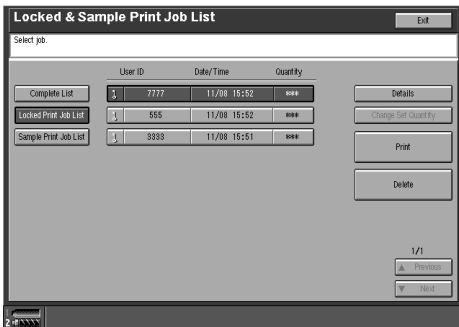 Locked & Sample Print Job List Exit
Select job.
User ID Date/Time Quantity
Complete List 7777 11/08 15:52 *** Details
Locked Print Job List 555 11/08 15:52 *** Change Set Quantity
Sample Print Job List 3333 11/08 15:51 ***
Print
Delete
1/1
▲ Previous
▼ Next
1
2